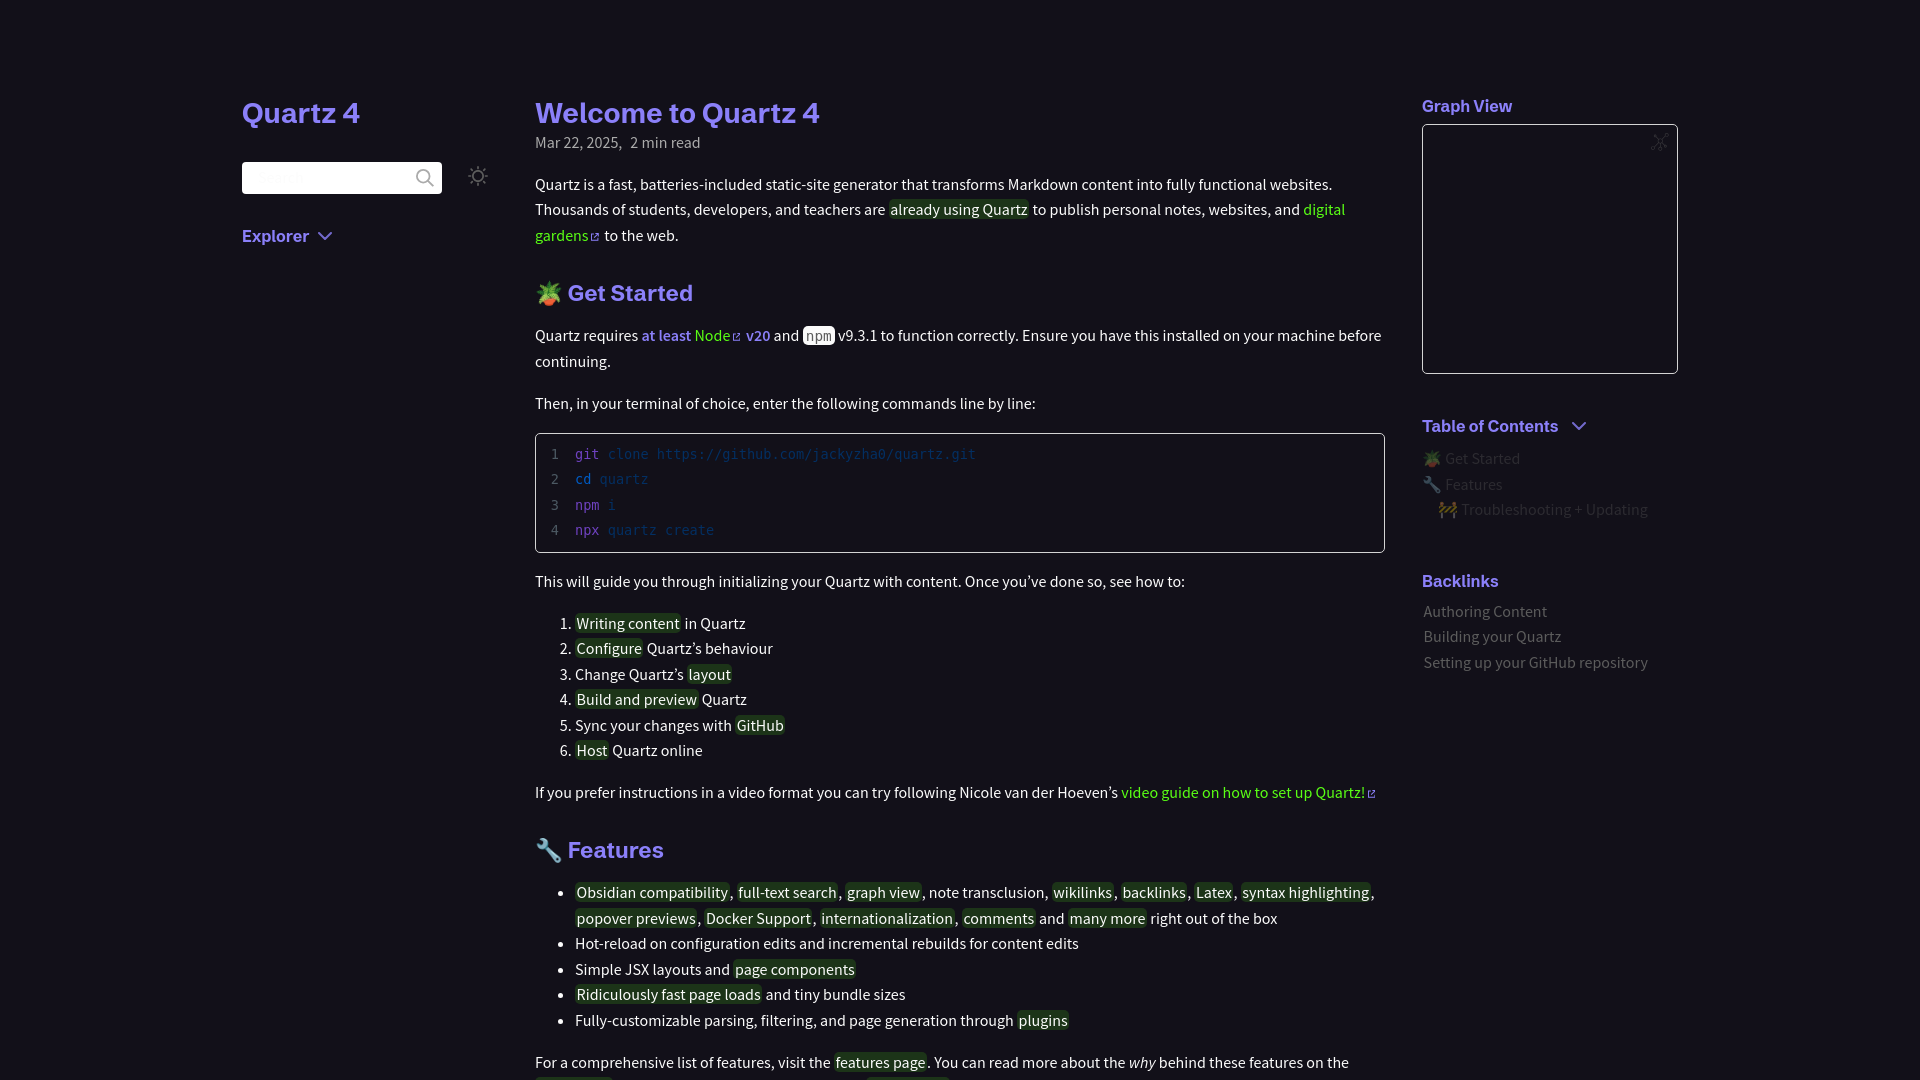 Quartz 4
Explorer
Welcome to Quartz 4
Mar 22, 2025, 2 min read
Quartz is a fast, batteries-included static-site generator that transforms Markdown content into fully functional websites.
Thousands of students, developers, and teachers are already using Quartz to publish personal notes, websites, and digital
gardens to the web.
🪴 Get Started
Quartz requires at least Node v20 and npm v9.3.1 to function correctly. Ensure you have this installed on your machine before
continuing.
Then, in your terminal of choice, enter the following commands line by line:
1 git clone https://github.com/jackyzha0/quartz.git
2 cd quartz
3 npm i
4 npx quartz create
This will guide you through initializing your Quartz with content. Once you’ve done so, see how to:
1. Writing content in Quartz
2. Configure Quartz’s behaviour
3. Change Quartz’s layout
4. Build and preview Quartz
5. Sync your changes with GitHub
6. Host Quartz online
If you prefer instructions in a video format you can try following Nicole van der Hoeven’s video guide on how to set up Quartz!
🔧 Features
• Obsidian compatibility, full-text search, graph view, note transclusion, wikilinks, backlinks, Latex, syntax highlighting,
popover previews, Docker Support, internationalization, comments and many more right out of the box
• Hot-reload on configuration edits and incremental rebuilds for content edits
• Simple JSX layouts and page components
• Ridiculously fast page loads and tiny bundle sizes
• Fully-customizable parsing, filtering, and page generation through plugins
For a comprehensive list of features, visit the features page. You can read more about the why behind these features on the
Graph View
Table of Contents
🪴 Get Started
🔧 Features
🚧 Troubleshooting + Updating
Backlinks
Authoring Content
Building your Quartz
Setting up your GitHub repository